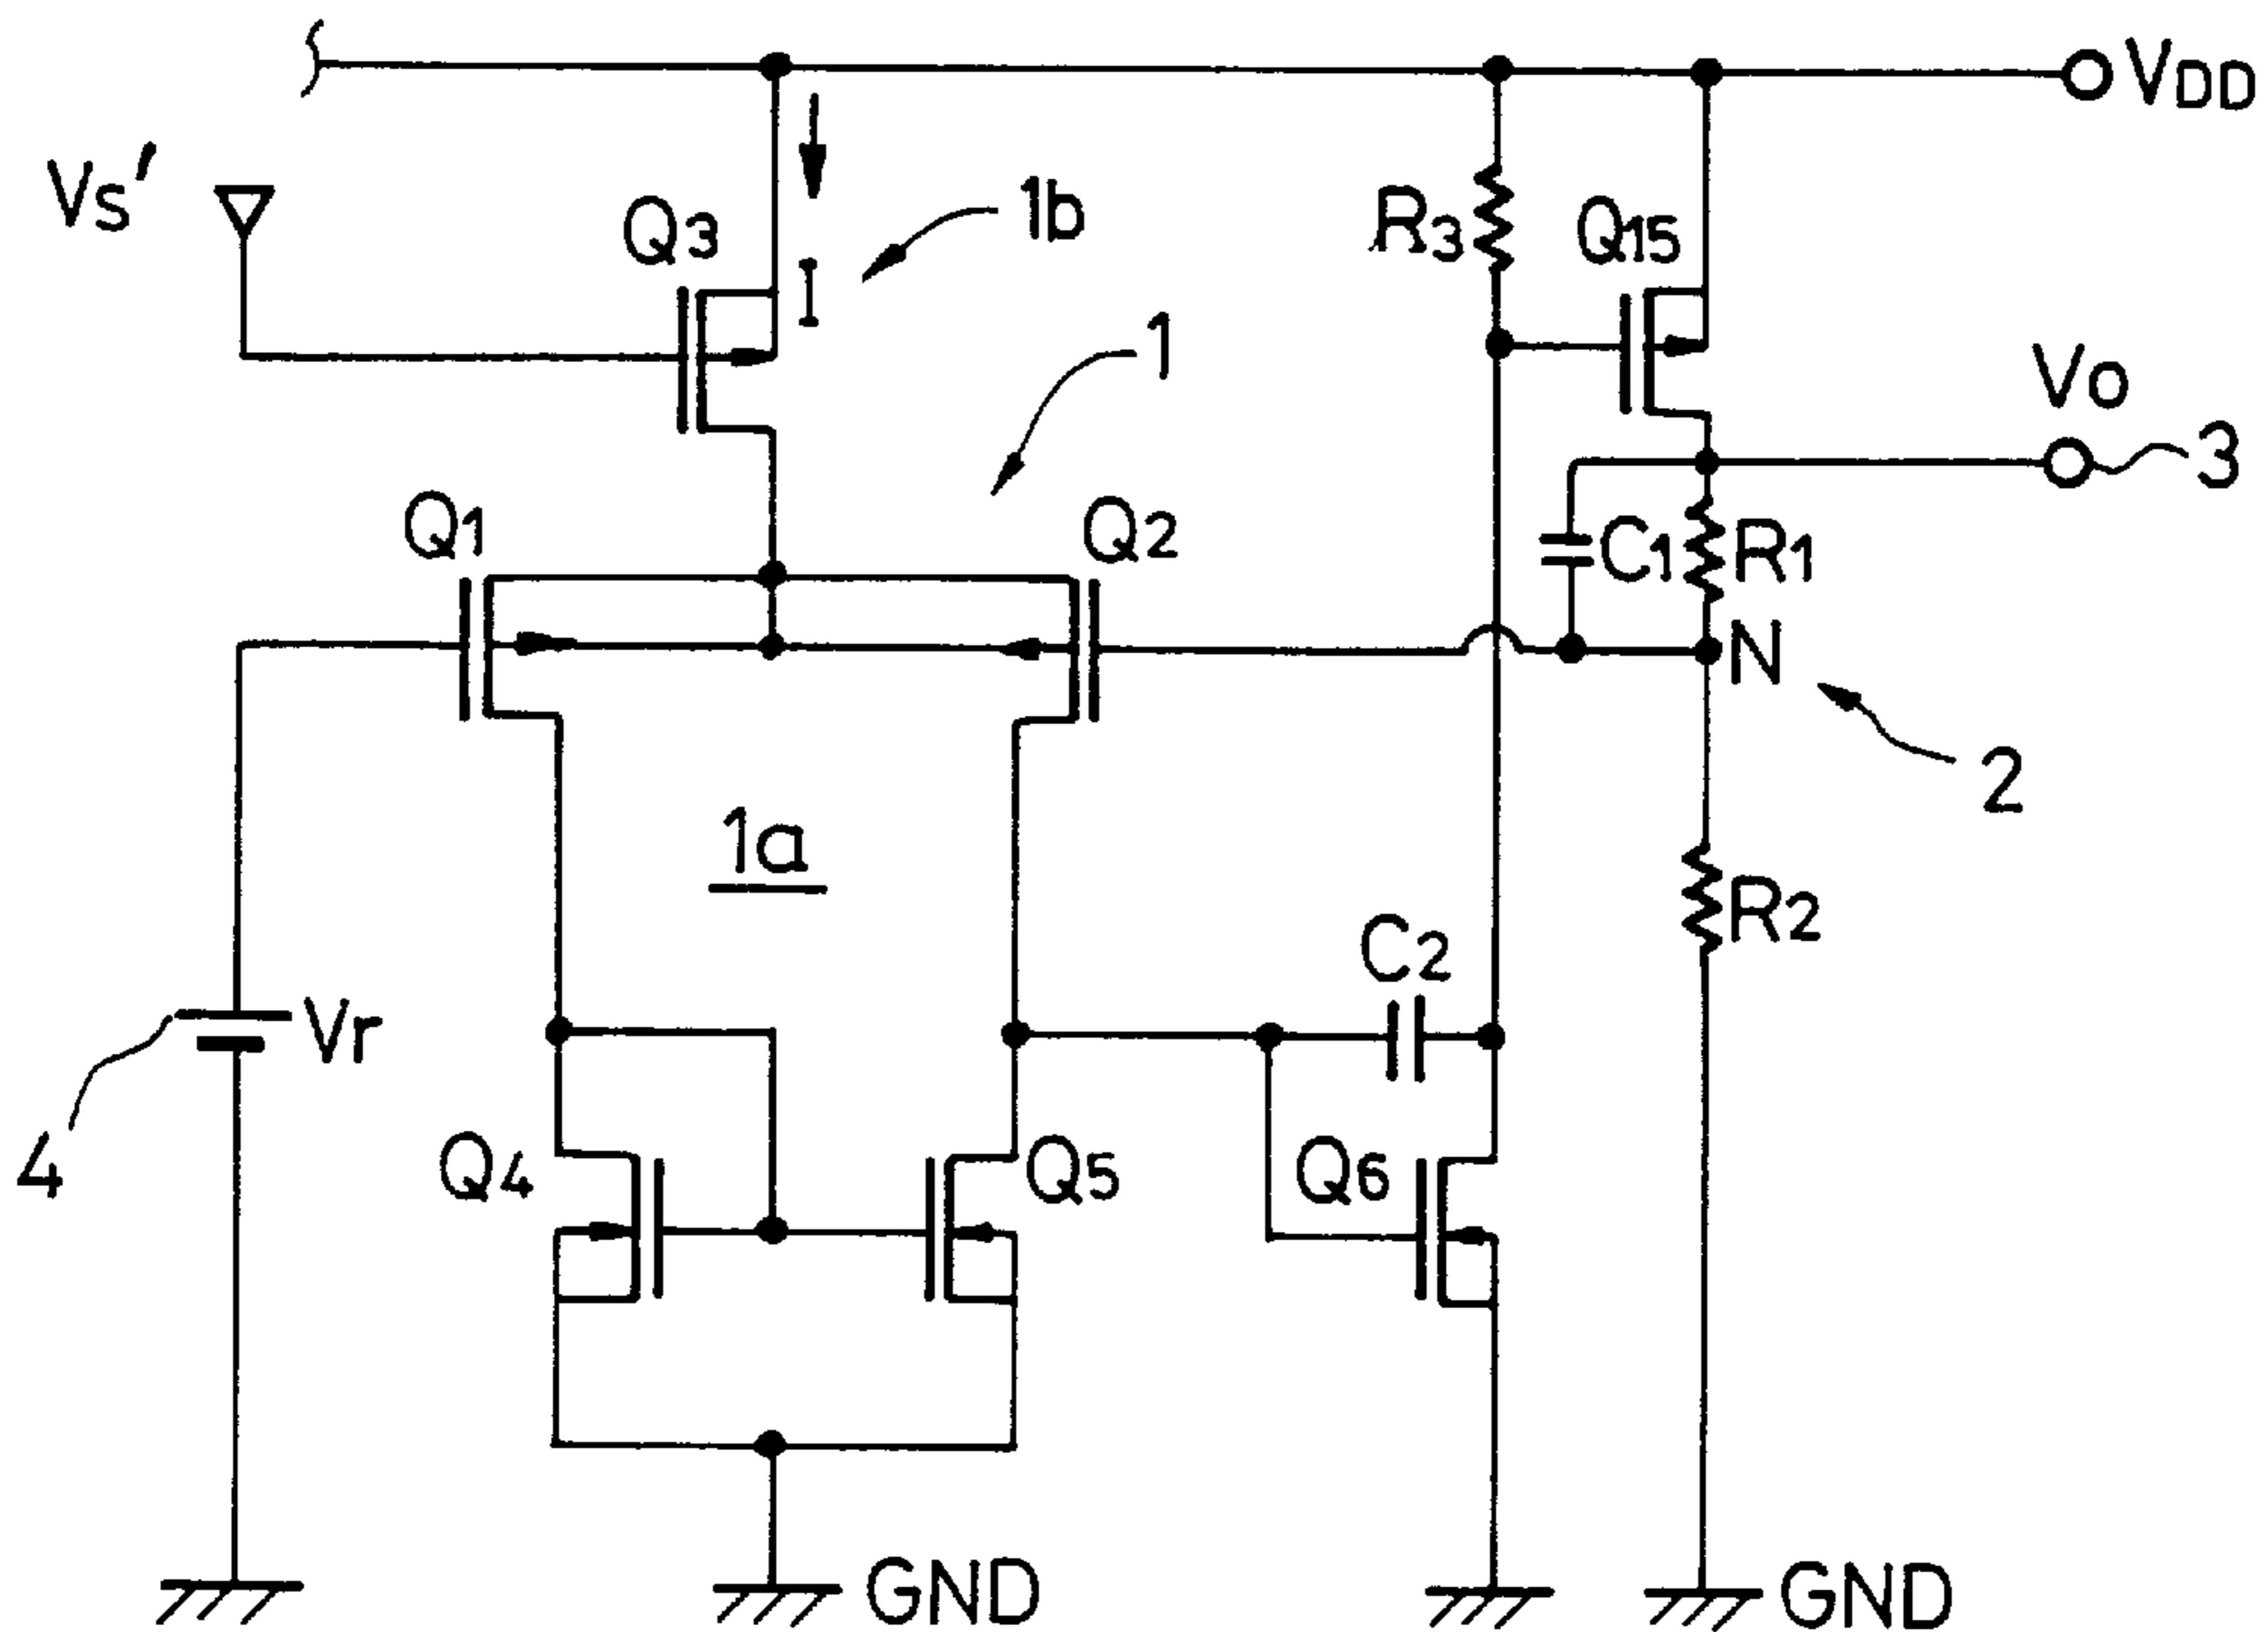 VDD
Vs'
Q3
1b
R3
Q15
I
1
Vo
3
Q1
Q2
C1
R1
N
2
1a
R2
C2
Vr
4
Q4
Q5
Q6
GND
GND